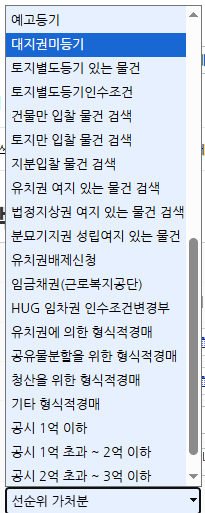 예고등기
대지권미등기
토지별도등기 있는 물건
토지별도등기인수조건
건물만 입찰 물건 검색
토지만 입찰 물건 검색
지분입찰 물건 검색
유치권 여지 있는 물건 검색
법정지상권 여지 있는 물건 검색
분묘기지권 성립여지 있는 물건
유치권배제신청
임금채권(근로복지공단)
HUG 임차권 인수조건변경부
유치권에 의한 형식적경매
공유물분할을 위한 형식적경매
청산을 위한 형식적경매
기타 형식적경매
공시 1억 이하
공시 1억 초과 ~ 2억 이하
공시 2억 초과 ~ 3억 이하
선순위 가처분